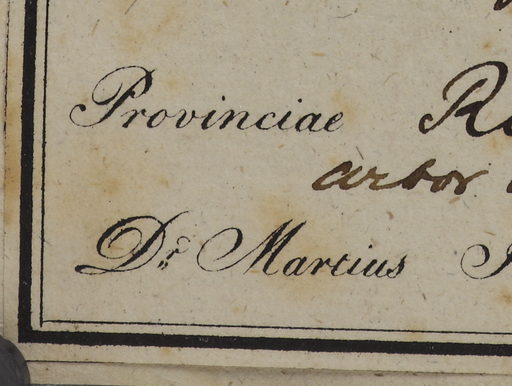 Provinciae
arbor
Dr. Martius